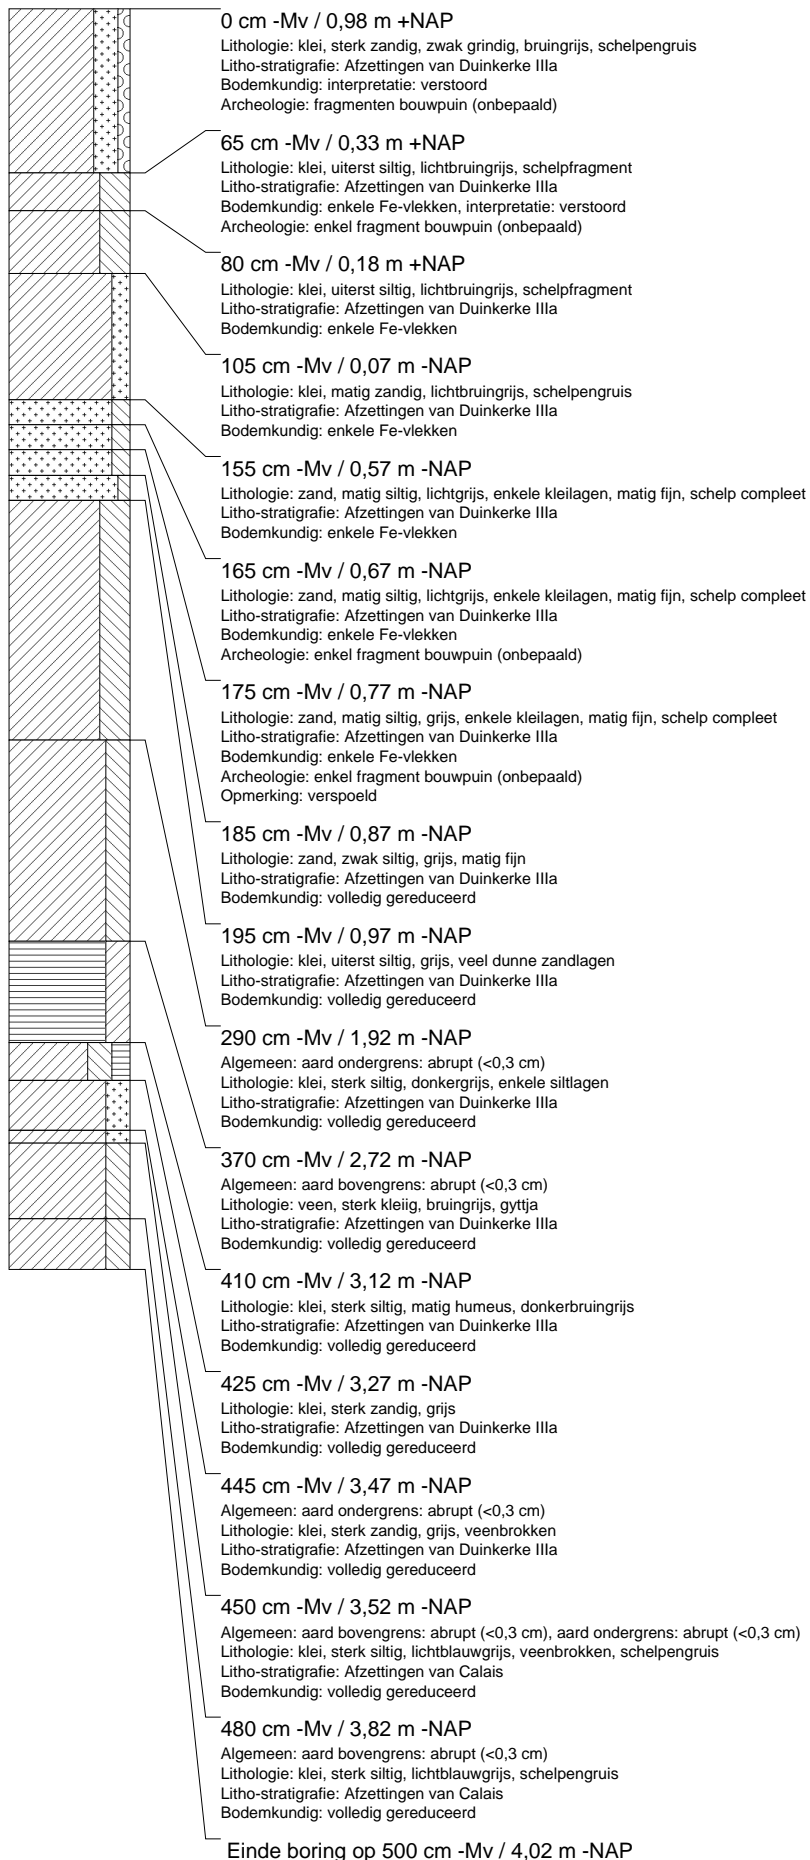 0 cm -Mv / 0,98 m +NAP
Lithologie: klei, sterk zandig, zwak grindig, bruingrijs, schelpengruis
Litho-stratigrafie: Afzettingen van Duinkerke IIIa
Bodemkundig: interpretatie: verstoord
Archeologie: fragmenten bouwpuin (onbepaald)
65 cm -Mv / 0,33 m +NAP
Lithologie: klei, uiterst siltig, lichtbruingrijs, schelpfragment
Litho-stratigrafie: Afzettingen van Duinkerke IIIa
Bodemkundig: enkele Fe-vlekken, interpretatie: verstoord
Archeologie: enkel fragment bouwpuin (onbepaald)
80 cm -Mv / 0,18 m +NAP
Lithologie: klei, uiterst siltig, lichtbruingrijs, schelpfragment
Litho-stratigrafie: Afzettingen van Duinkerke IIIa
Bodemkundig: enkele Fe-vlekken
105 cm -Mv / 0,07 m -NAP
Lithologie: klei, matig zandig, lichtbruingrijs, schelpengruis
Litho-stratigrafie: Afzettingen van Duinkerke IIIa
Bodemkundig: enkele Fe-vlekken
155 cm -Mv / 0,57 m -NAP
Lithologie: zand, matig siltig, lichtgrijs, enkele kleilagen, matig fijn, schelp compleet
Litho-stratigrafie: Afzettingen van Duinkerke IIIa
Bodemkundig: enkele Fe-vlekken
165 cm -Mv / 0,67 m -NAP
Lithologie: zand, matig siltig, lichtgrijs, enkele kleilagen, matig fijn, schelp compleet
Litho-stratigrafie: Afzettingen van Duinkerke IIIa
Bodemkundig: enkele Fe-vlekken
Archeologie: enkel fragment bouwpuin (onbepaald)
175 cm -Mv / 0,77 m -NAP
Lithologie: zand, matig siltig, grijs, enkele kleilagen, matig fijn, schelp compleet
Litho-stratigrafie: Afzettingen van Duinkerke IIIa
Bodemkundig: enkele Fe-vlekken
Archeologie: enkel fragment bouwpuin (onbepaald)
Opmerking: verspoeld
185 cm -Mv / 0,87 m -NAP
Lithologie: zand, zwak siltig, grijs, matig fijn
Litho-stratigrafie: Afzettingen van Duinkerke IIIa
Bodemkundig: volledig gereduceerd
195 cm -Mv / 0,97 m -NAP
Lithologie: klei, uiterst siltig, grijs, veel dunne zandlagen
Litho-stratigrafie: Afzettingen van Duinkerke IIIa
Bodemkundig: volledig gereduceerd
290 cm -Mv / 1,92 m -NAP
Algemeen: aard ondergrens: abrupt (<0,3 cm)
Lithologie: klei, sterk siltig, donkergrijs, enkele siltlagen
Litho-stratigrafie: Afzettingen van Duinkerke IIIa
Bodemkundig: volledig gereduceerd
370 cm -Mv / 2,72 m -NAP
Algemeen: aard bovengrens: abrupt (<0,3 cm)
Lithologie: veen, sterk kleiig, bruingrijs, gyttja
Litho-stratigrafie: Afzettingen van Duinkerke IIIa
Bodemkundig: volledig gereduceerd
410 cm -Mv / 3,12 m -NAP
Lithologie: klei, sterk siltig, matig humeus, donkerbruingrijs
Litho-stratigrafie: Afzettingen van Duinkerke IIIa
Bodemkundig: volledig gereduceerd
425 cm -Mv / 3,27 m -NAP
Lithologie: klei, sterk zandig, grijs
Litho-stratigrafie: Afzettingen van Duinkerke IIIa
Bodemkundig: volledig gereduceerd
445 cm -Mv / 3,47 m -NAP
Algemeen: aard ondergrens: abrupt (<0,3 cm)
Lithologie: klei, sterk zandig, grijs, veenbrokken
Litho-stratigrafie: Afzettingen van Duinkerke IIIa
Bodemkundig: volledig gereduceerd
450 cm -Mv / 3,52 m -NAP
Algemeen: aard bovengrens: abrupt (<0,3 cm), aard ondergrens: abrupt (<0,3 cm)
Lithologie: klei, sterk siltig, lichtblauwgrijs, veenbrokken, schelpengruis
Litho-stratigrafie: Afzettingen van Calais
Bodemkundig: volledig gereduceerd
480 cm -Mv / 3,82 m -NAP
Algemeen: aard bovengrens: abrupt (<0,3 cm)
Lithologie: klei, sterk siltig, lichtblauwgrijs, schelpengruis
Litho-stratigrafie: Afzettingen van Calais
Bodemkundig: volledig gereduceerd
Einde boring op 500 cm -Mv / 4,02 m -NAP